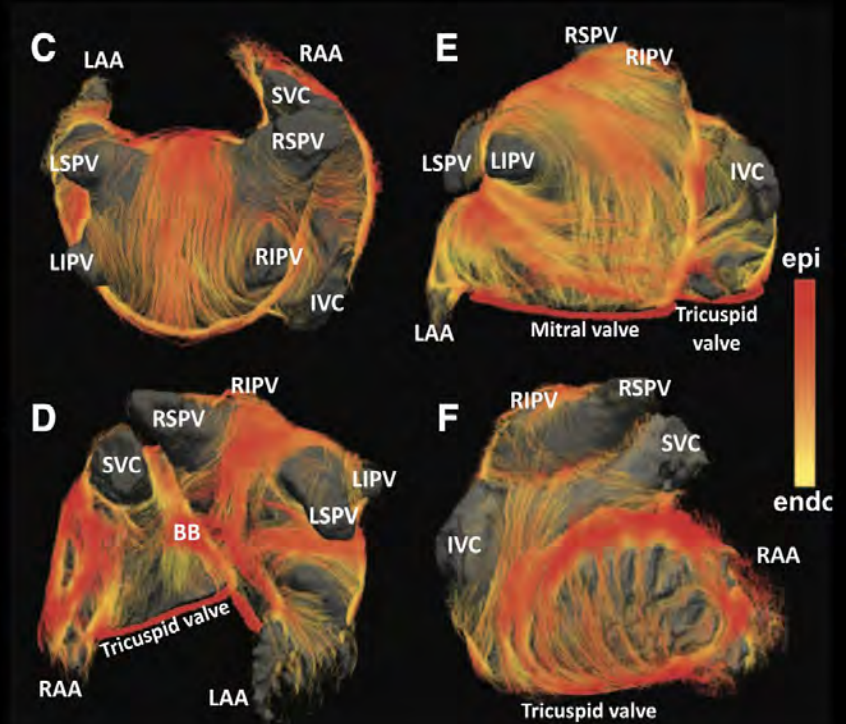 C
LAA
RAA
SVC
RSPV
LSPV
LIPV
RIPV
IVC
E
RSPV
RIPV
LSPV
LIPV
IVC
LAA
Mitral valve
Tricuspid
valve
epi
endc
D
RIPV
RSPV
SVC
LIPV
LSPV
BB
Tricuspid valve
RAA
LAA
F
RIPV
RSPV
SVC
IVC
RAA
Tricuspid valve